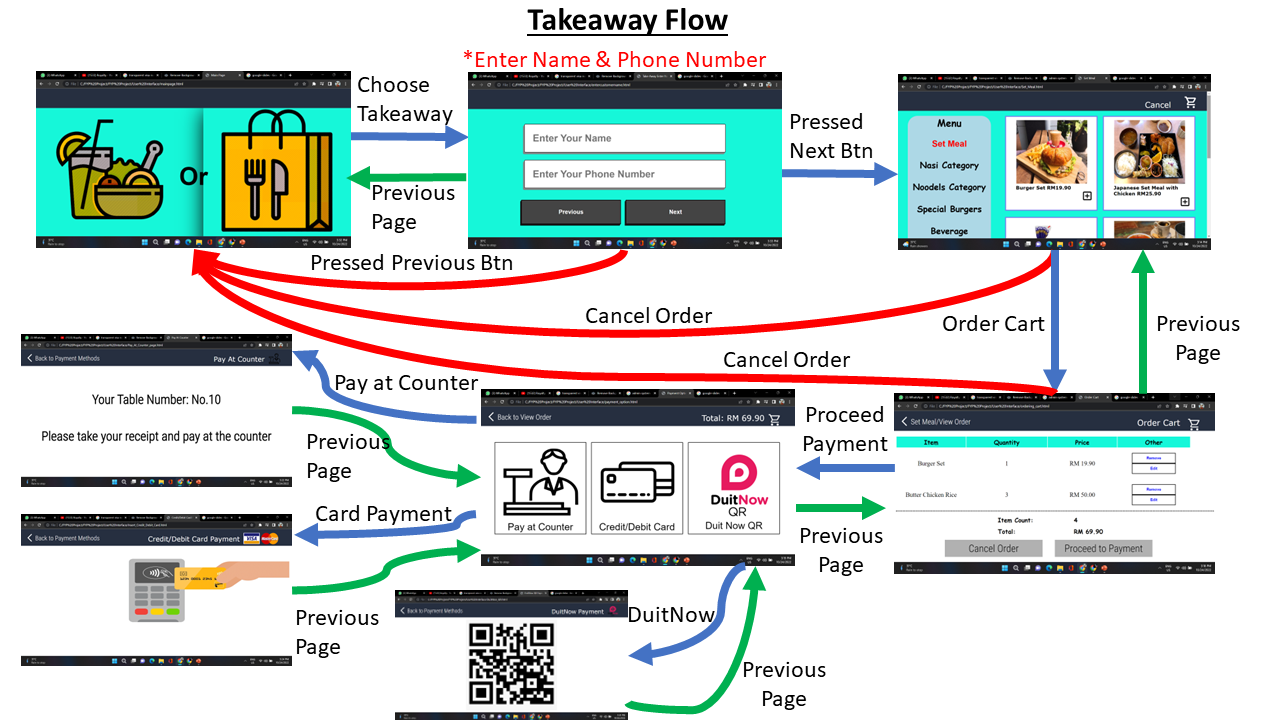 Takeaway Flow
*Enter Name & Phone Number
Choose
Takeaway
Previous
Page
Or
Enter Your Name
Enter Your Phone Number
Previous
Next
Pressed
Next Btn
Cancel
Menu
Set Meal
Nasi Category
Noodels Category
Special Burgers
Beverage
Burger Set RM19.90
Japanese Set Meal with
Chicken RM25.90
Pressed Previous Btn
Cancel Order
Order Cart
Previous
Page
Cancel Order
Back to Payment Methods
Pay At Counter
Your Table Number: No.10
Please take your receipt and pay at the counter
Pay at Counter
Previous
Page
Back to View Order
Total: RM 69.90
Pay at Counter
Credit/Debit Card
DuitNow
QR
Duit Now QR
Proceed
Payment
Previous
Page
Set Meal/View Order
Order Cart
Item Quantity Price Other
Burger Set 1 RM 19.90 Remove
Edit
Butter Chicken Rice 3 RM 50.00 Remove
Edit
Item Count: 4
Total: RM 69.90
Cancel Order
Proceed to Payment
Card Payment
Previous
Page
Back to Payment Methods
Credit/Debit Card Payment
VISA
Back to Payment Methods
DuitNow Payment
DuitNow
Previous
Page